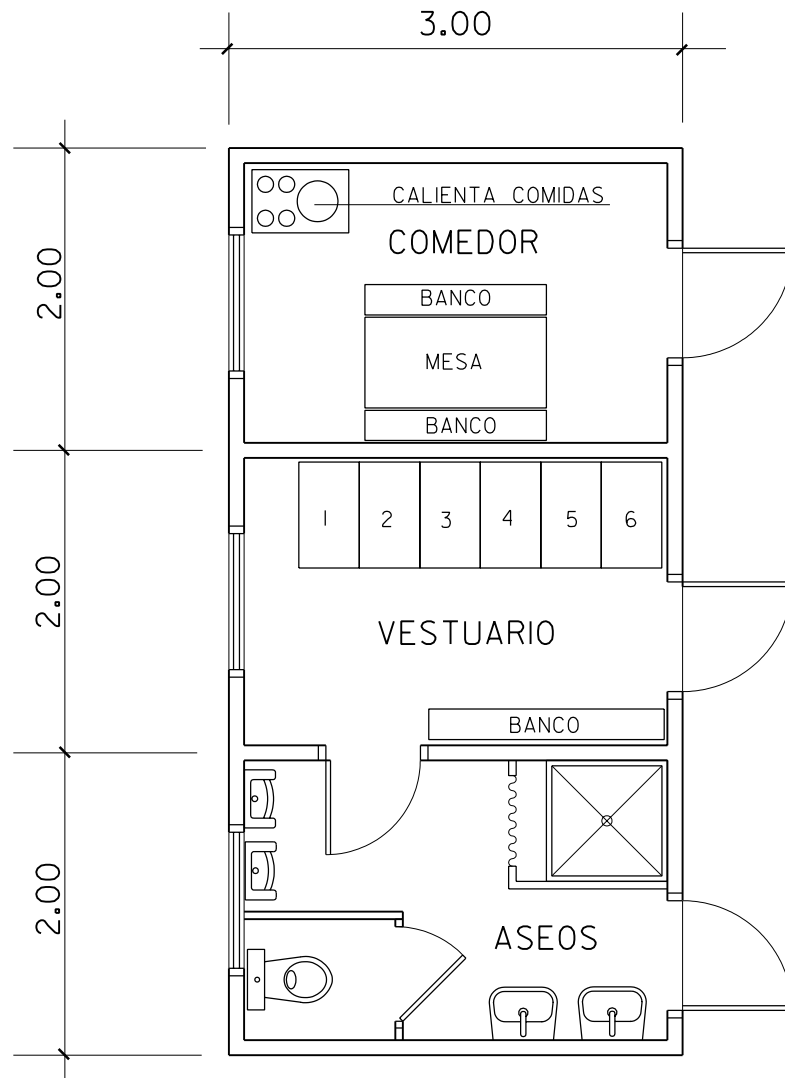 3.00
CALIENTA COMIDAS
COMEDOR
2.00
BANCO
MESA
BANCO
1 2 3 4 5 6
2.00
VESTUARIO
BANCO
2.00
ASEOS